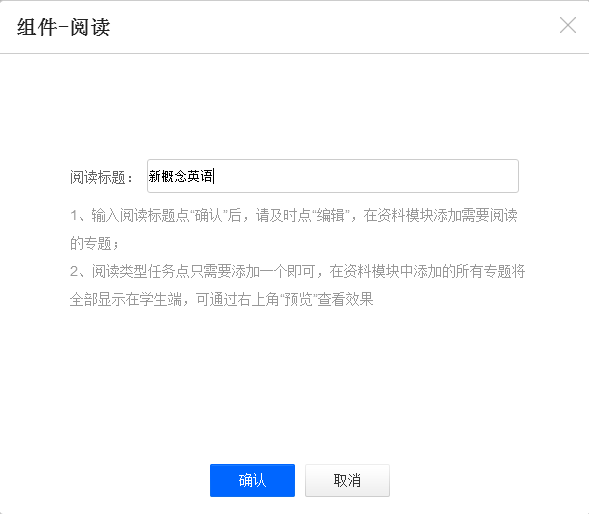 组件-阅读
阅读标题： 新概念英语
1、输入阅读标题点“确认”后，请及时点“编辑”，在资料模块添加需要阅读
的专题；
2、阅读类型任务点只需要添加一个即可，在资料模块中添加的所有专题将
全部显示在学生端，可通过右上角“预览”查看效果
确认 取消